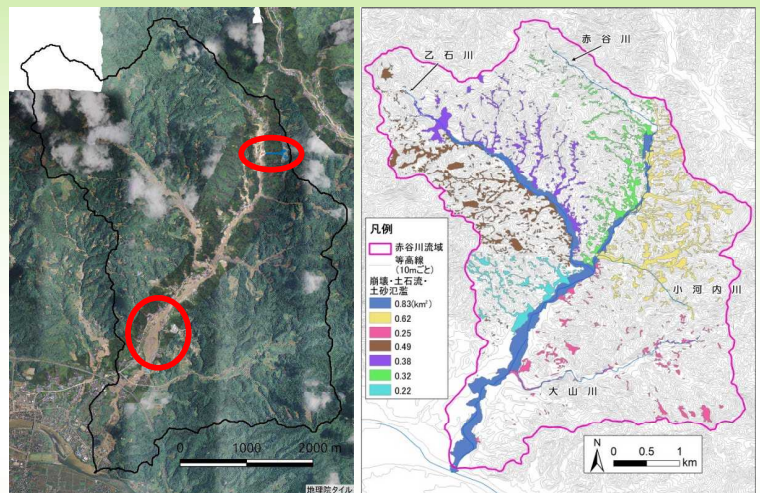 0 1000 2000 m
地理院タイル
赤谷川
乙石川
凡例
赤谷川流域
等高線
(10mごと)
崩壊・土石流・
土砂氾濫
0.83(km²)
0.62
0.25
0.49
0.38
0.32
0.22
小河内川
大山川
N
0 0.5 1
km